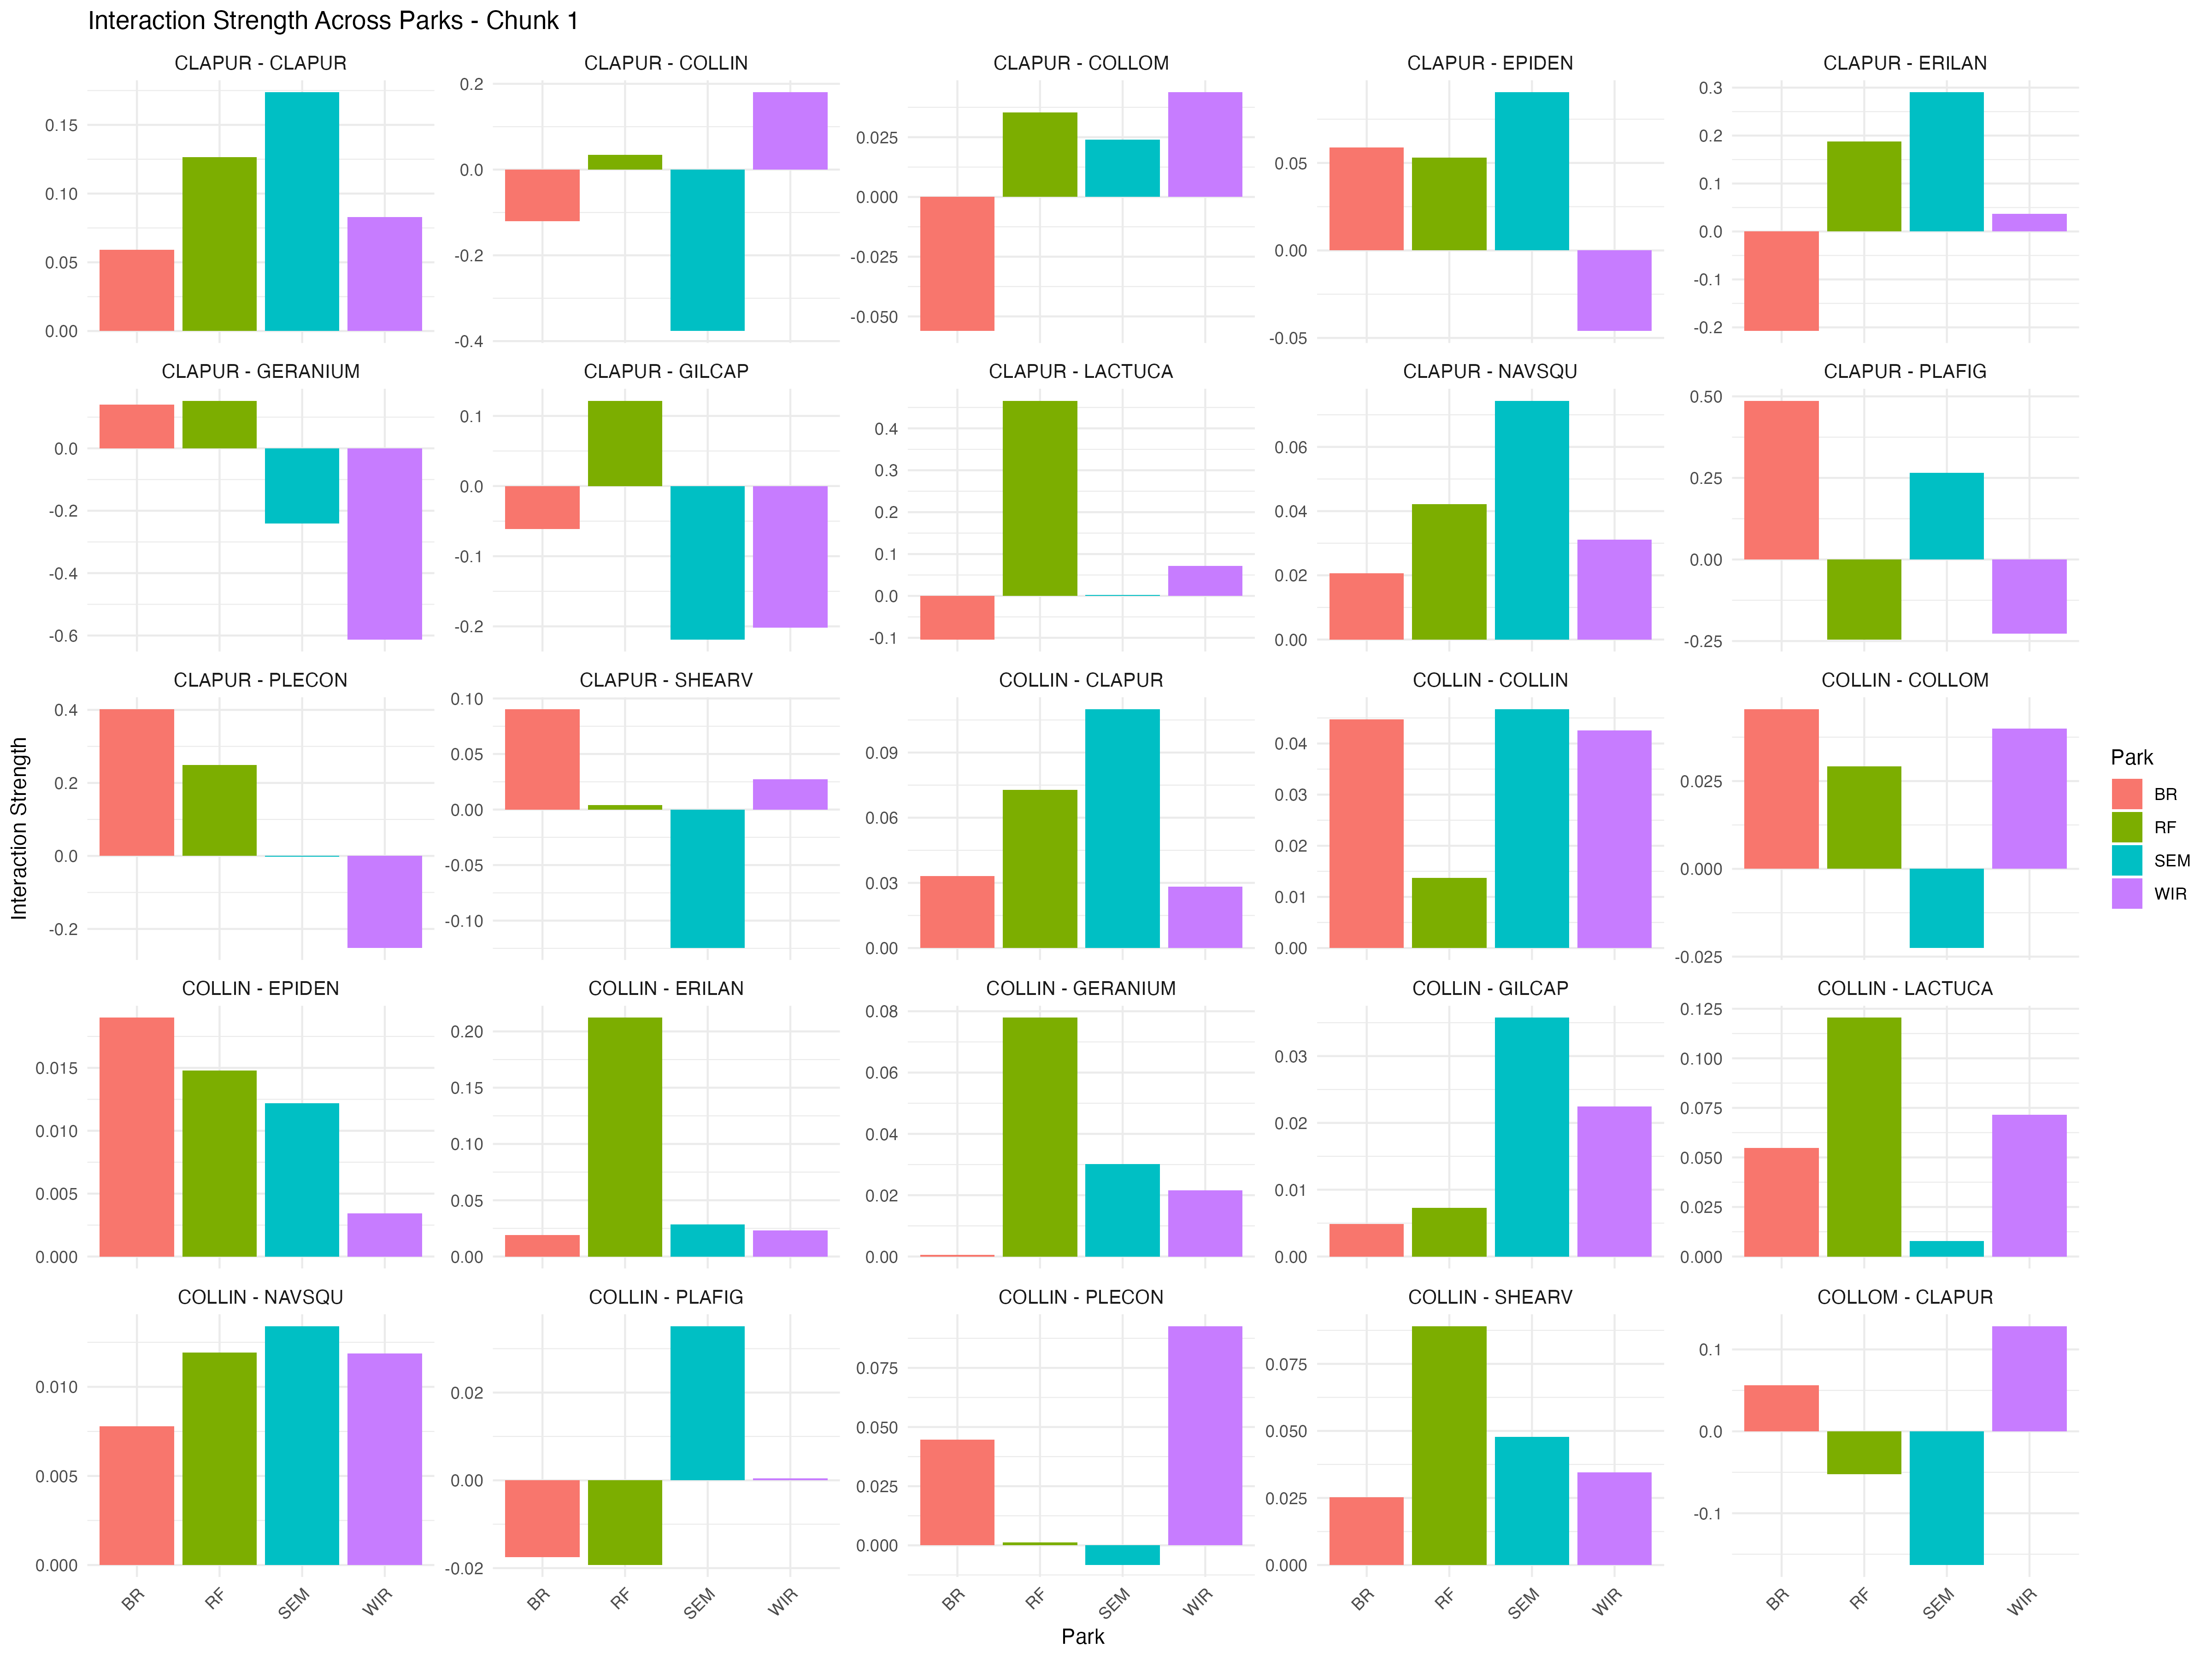 Interaction Strength Across Parks - Chunk 1
CLAPUR - CLAPUR
0.15
0.10
0.05
0.00
CLAPUR - COLLIN
0.2
0.0
-0.2
-0.4
CLAPUR - COLLOM
0.025
0.000
-0.025
-0.050
CLAPUR - EPIDEN
0.05
0.00
-0.05
CLAPUR - ERILAN
0.3
0.2
0.1
0.0
-0.1
-0.2
CLAPUR - GERANIUM
0.0
-0.2
-0.4
-0.6
CLAPUR - GILCAP
0.1
0.0
-0.1
-0.2
CLAPUR - LACTUCA
0.4
0.3
0.2
0.1
0.0
-0.1
CLAPUR - NAVSQU
0.06
0.04
0.02
0.00
CLAPUR - PLAFIG
0.50
0.25
0.00
-0.25
CLAPUR - PLECON
0.4
0.2
0.0
-0.2
CLAPUR - SHEARV
0.10
0.05
0.00
-0.05
-0.10
COLLIN - CLAPUR
0.09
0.06
0.03
0.00
COLLIN - COLLIN
0.04
0.03
0.02
0.01
0.00
COLLIN - COLLOM
0.025
0.000
-0.025
COLLIN - EPIDEN
0.015
0.010
0.005
0.000
COLLIN - ERILAN
0.20
0.15
0.10
0.05
0.00
COLLIN - GERANIUM
0.08
0.06
0.04
0.02
0.00
COLLIN - GILCAP
0.03
0.02
0.01
0.00
COLLIN - LACTUCA
0.125
0.100
0.075
0.050
0.025
0.000
COLLIN - NAVSQU
0.010
0.005
0.000
BR
RF
SEM
WIR
COLLIN - PLAFIG
0.02
0.00
-0.02
BR
RF
SEM
WIR
COLLIN - PLECON
0.075
0.050
0.025
0.000
BR
RF
SEM
WIR
COLLIN - SHEARV
0.075
0.050
0.025
0.000
BR
RF
SEM
WIR
COLLOM - CLAPUR
0.1
0.0
-0.1
BR
RF
SEM
WIR
Interaction Strength
Park
Park
BR
RF
SEM
WIR